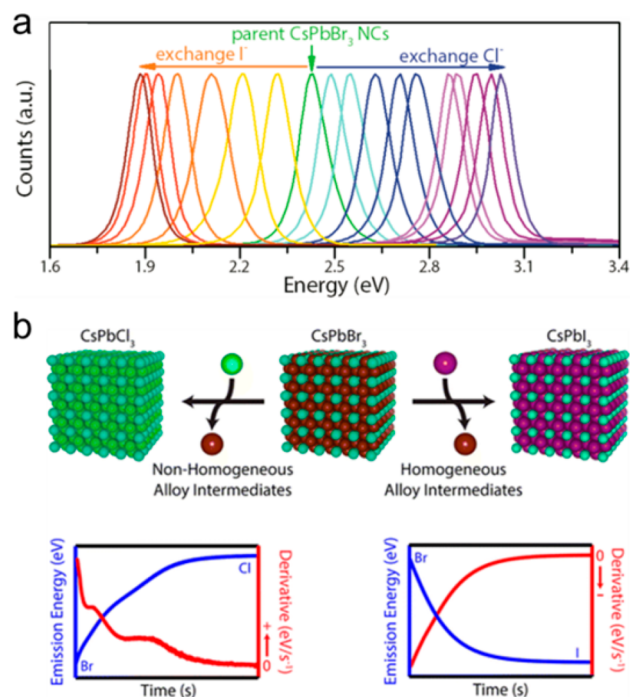 a
parent CsPbBr₃ NCs
exchange I⁻
exchange Cl⁻
Counts (a.u.)
1.6 1.9 2.2 2.5 2.8 3.1 3.4
Energy (eV)
b
CsPbCl₃
CsPbBr₃
CsPbI₃
Non-Homogeneous
Alloy Intermediates
Homogeneous
Alloy Intermediates
Emission Energy (eV)
Cl
Br
Time (s)
+
0
Derivative (eV/s⁻¹)
Emission Energy (eV)
Br
I
Time (s)
0
-
Derivative (eV/s⁻¹)